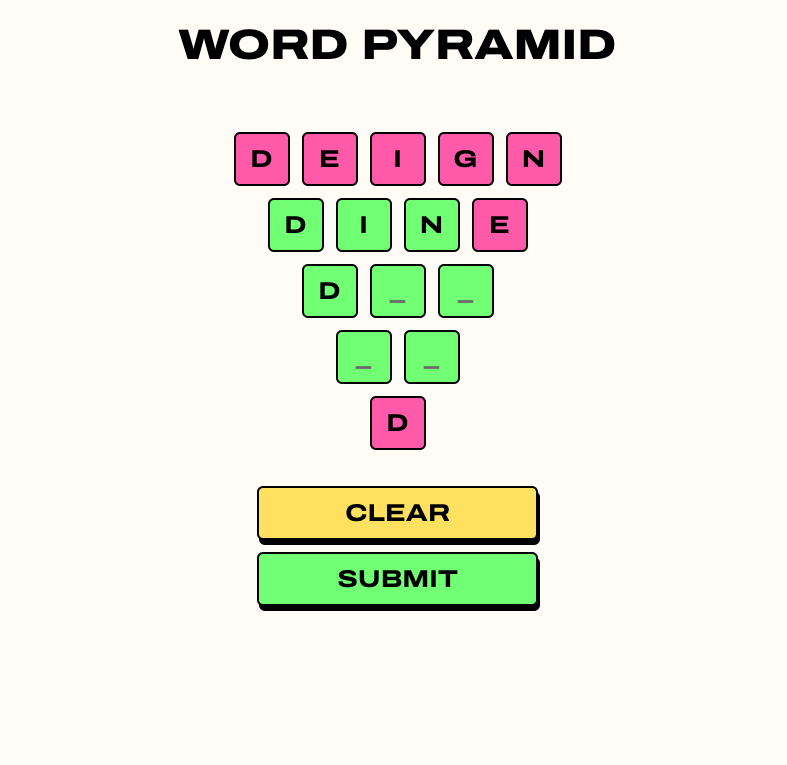 WORD PYRAMID
D E I G N
D I N E
D _ _
_ _
D
CLEAR
SUBMIT